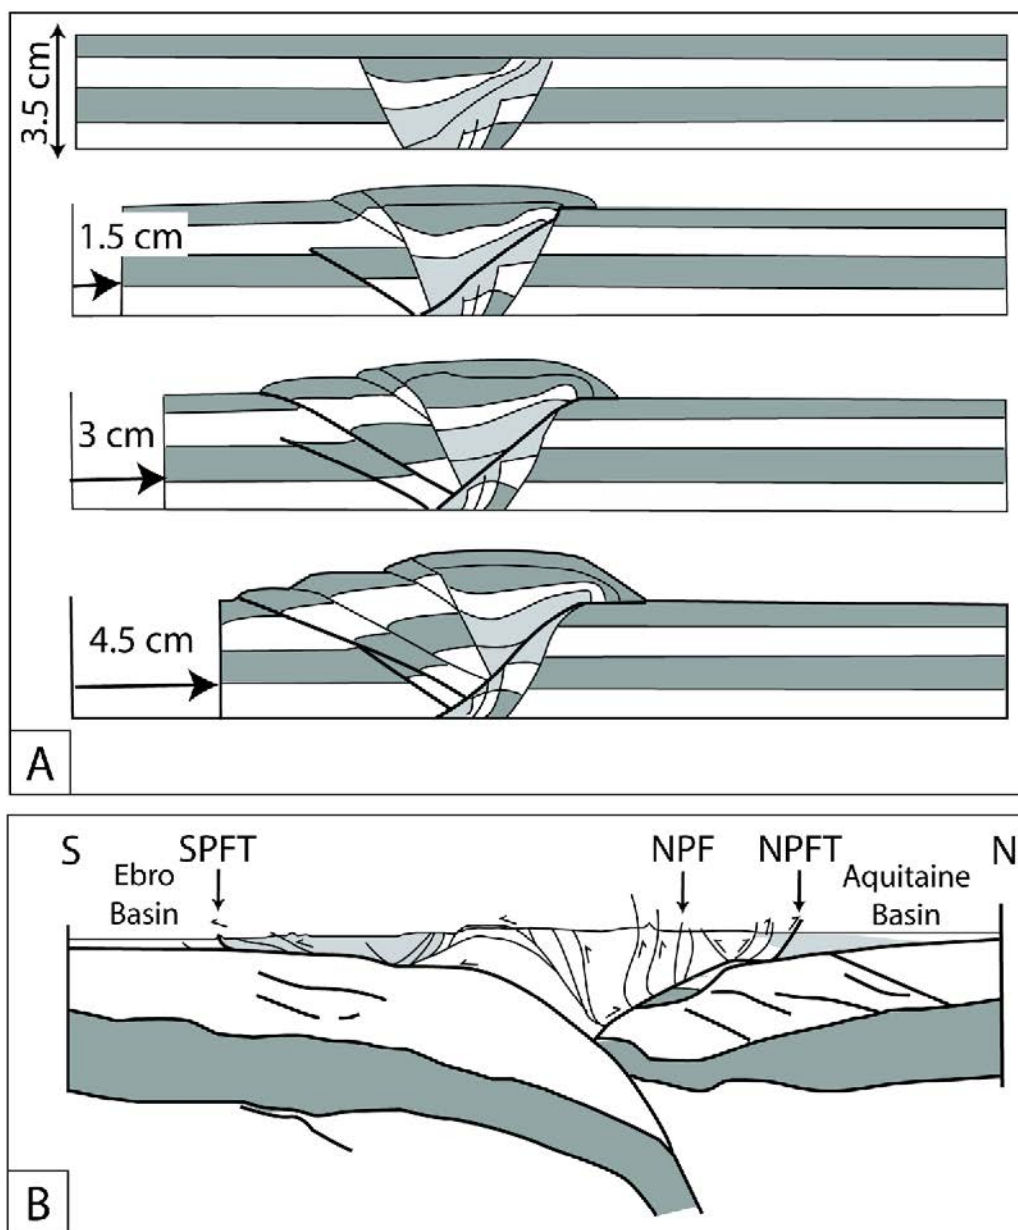 3.5 cm
1.5 cm
3 cm
4.5 cm
A
S SPFT NPF NPFT N
Ebro
Basin
Aquitaine
Basin
B